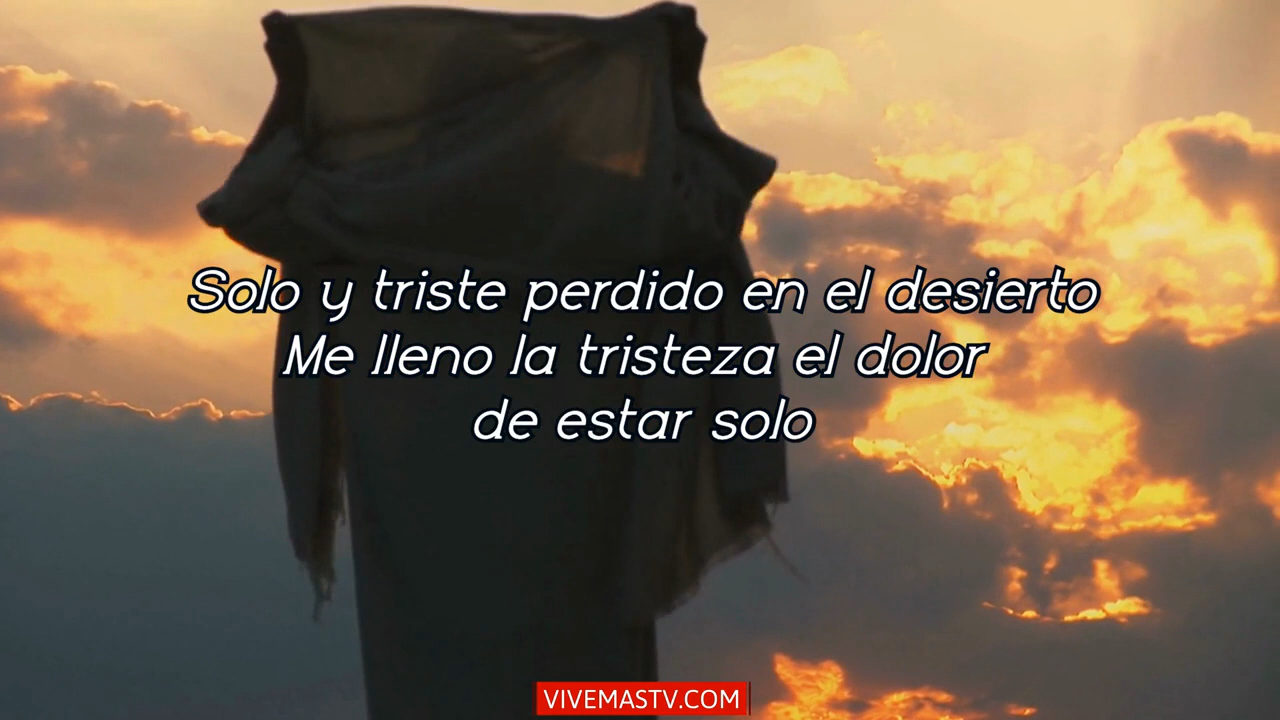 Solo y triste perdido en el desierto
Me lleno la tristeza el dolor
de estar solo
VIVEMASTV.COM